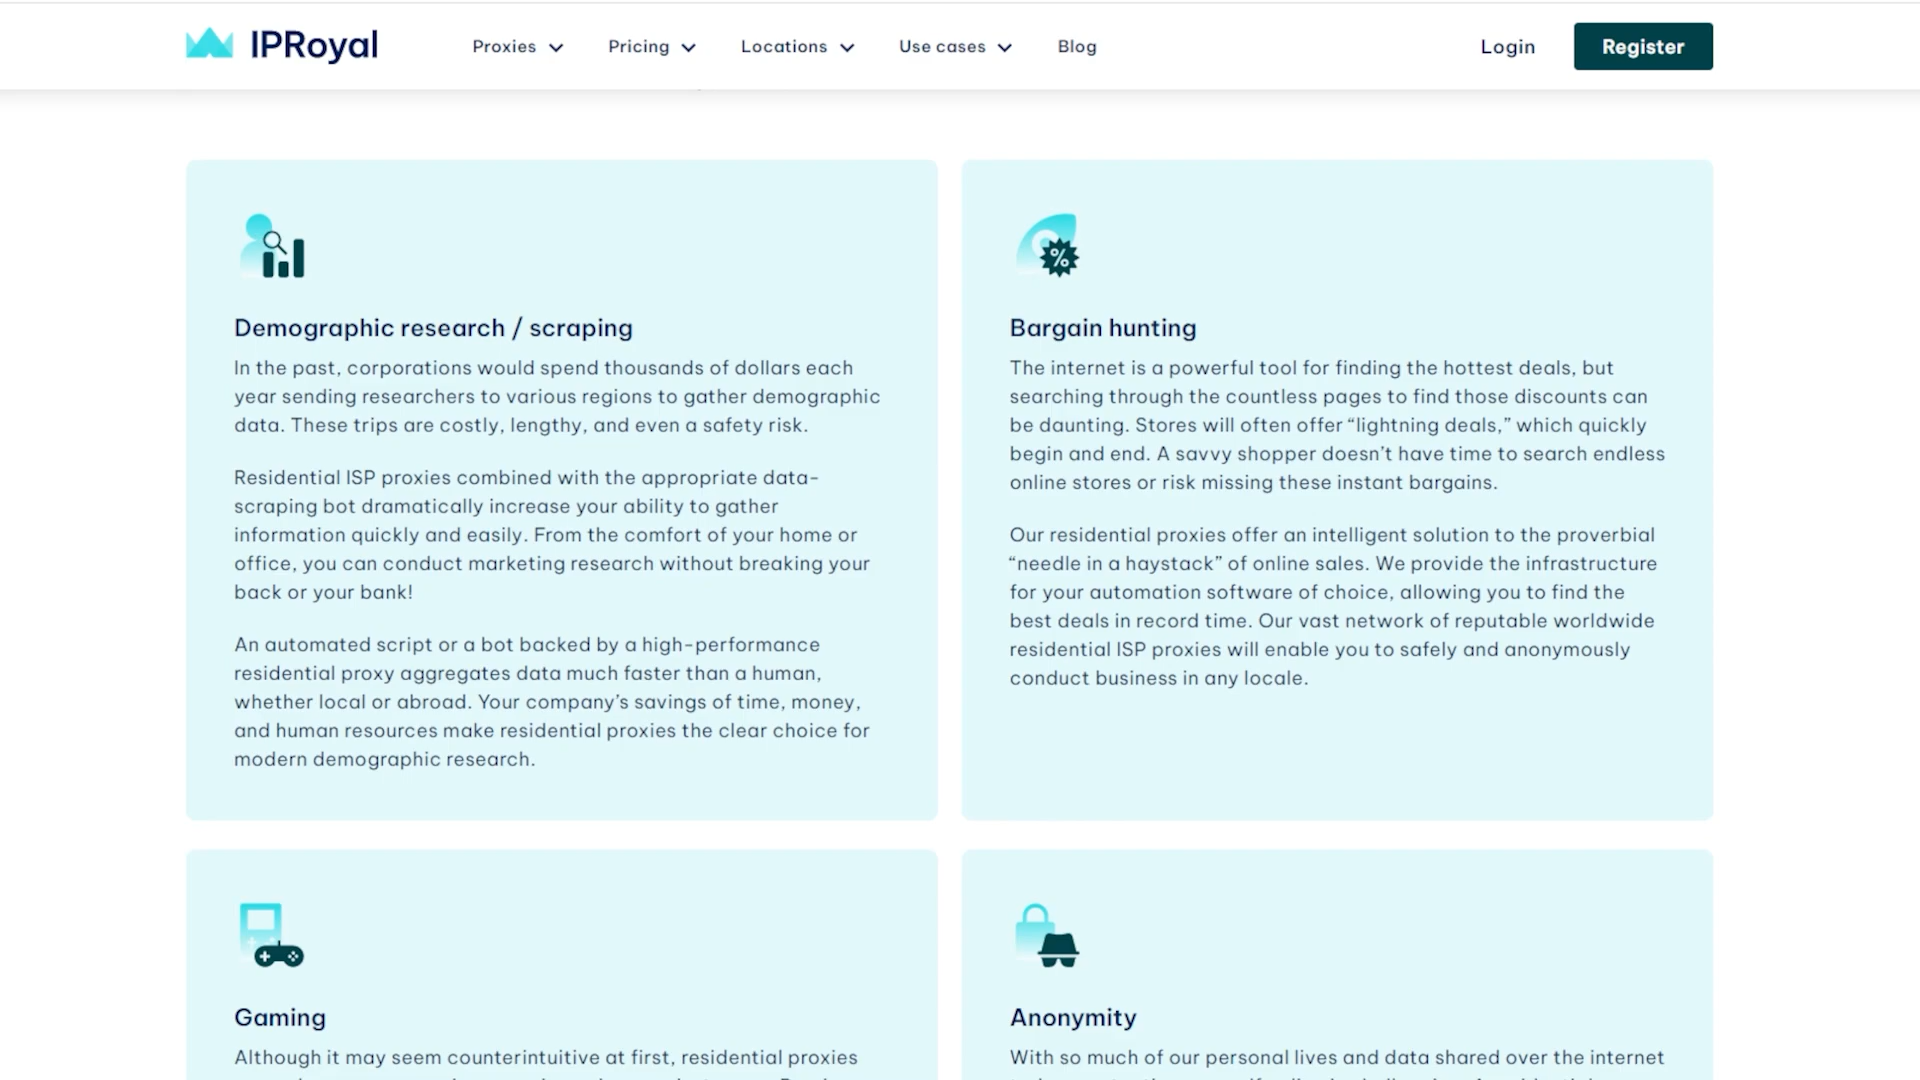 IPRoyal
Proxies
Pricing
Locations
Use cases
Blog
Login
Register
Demographic research / scraping
In the past, corporations would spend thousands of dollars each
year sending researchers to various regions to gather demographic
data. These trips are costly, lengthy, and even a safety risk.
Residential ISP proxies combined with the appropriate data-
scraping bot dramatically increase your ability to gather
information quickly and easily. From the comfort of your home or
office, you can conduct marketing research without breaking your
back or your bank!
An automated script or a bot backed by a high-performance
residential proxy aggregates data much faster than a human,
whether local or abroad. Your company’s savings of time, money,
and human resources make residential proxies the clear choice for
modern demographic research.
%
Bargain hunting
The internet is a powerful tool for finding the hottest deals, but
searching through the countless pages to find those discounts can
be daunting. Stores will often offer “lightning deals,” which quickly
begin and end. A savvy shopper doesn’t have time to search endless
online stores or risk missing these instant bargains.
Our residential proxies offer an intelligent solution to the proverbial
“needle in a haystack” of online sales. We provide the infrastructure
for your automation software of choice, allowing you to find the
best deals in record time. Our vast network of reputable worldwide
residential ISP proxies will enable you to safely and anonymously
conduct business in any locale.
Gaming
Although it may seem counterintuitive at first, residential proxies
Anonymity
With so much of our personal lives and data shared over the internet